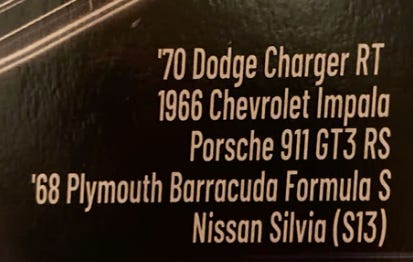 '70 Dodge Charger RT
1966 Chevrolet Impala
Porsche 911 GT3 RS
'68 Plymouth Barracuda Formula S
Nissan Silvia (S13)